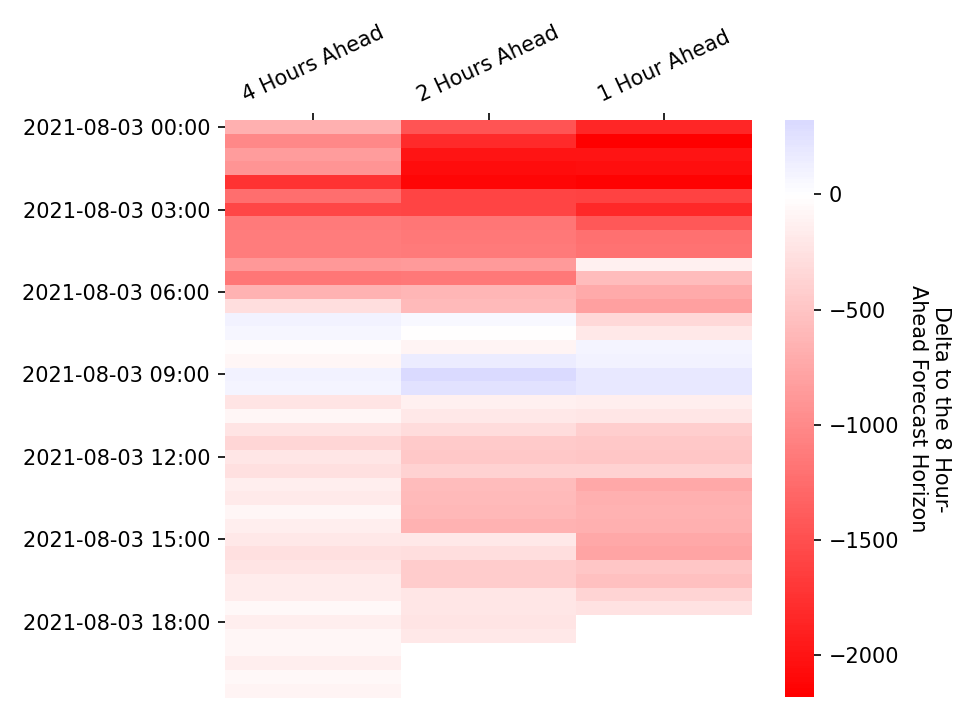 4 Hours Ahead
2 Hours Ahead
1 Hour Ahead
2021-08-03 00:00
2021-08-03 03:00
2021-08-03 06:00
2021-08-03 09:00
2021-08-03 12:00
2021-08-03 15:00
2021-08-03 18:00
0
−500
−1000
−1500
−2000
Delta to the 8 Hour-
Ahead Forecast Horizon